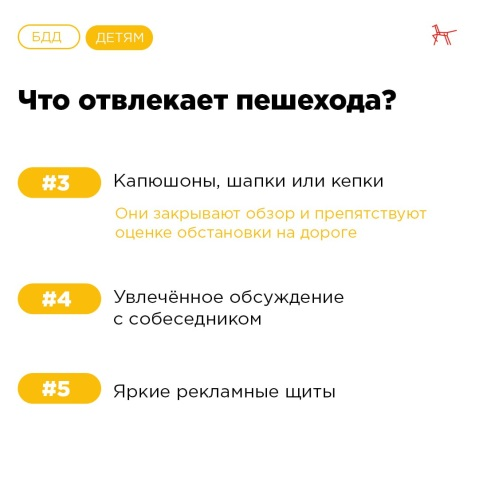 БДД ДЕТЯМ
Что отвлекает пешехода?
#3 Капюшоны, шапки или кепки
Они закрывают обзор и препятствуют
оценке обстановки на дороге
#4 Увлечённое обсуждение
с собеседником
#5 Яркие рекламные щиты